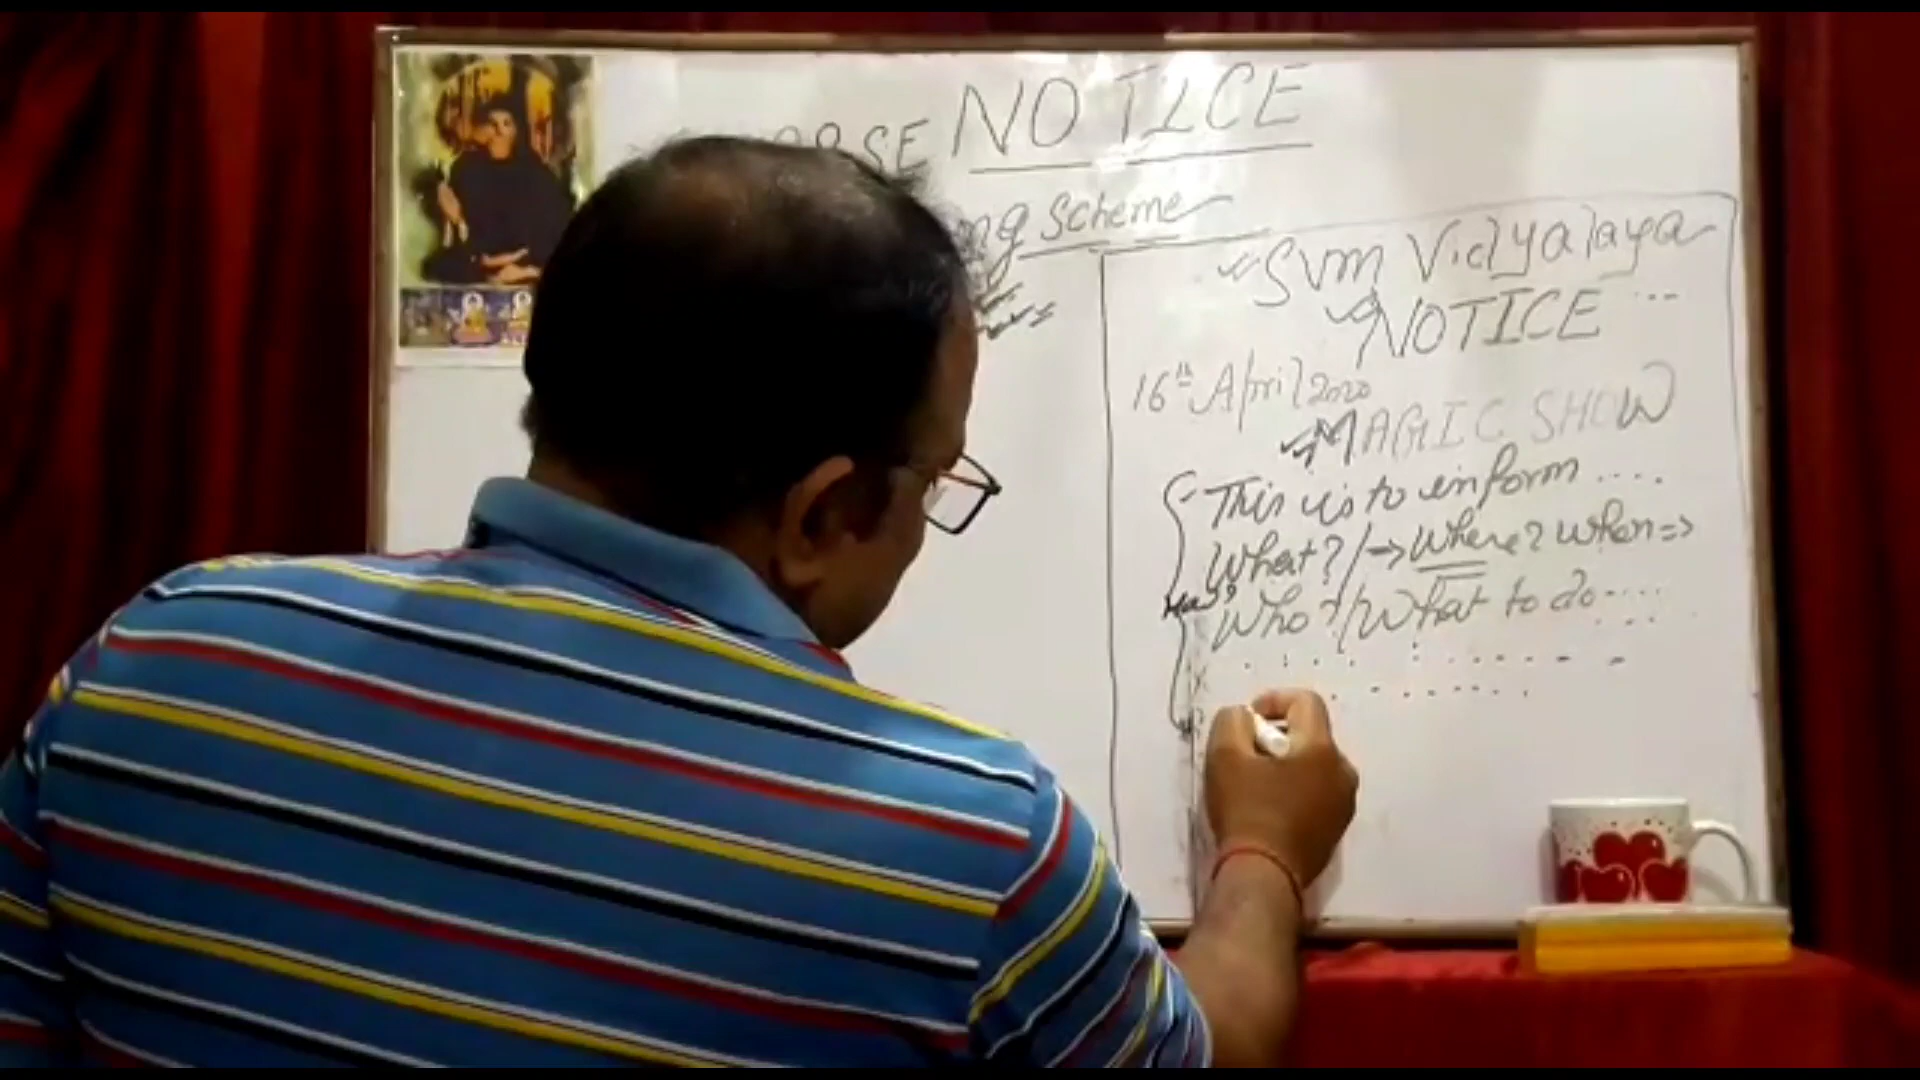 NOTICE
Scheme
SVM Vidyalaya
NOTICE ...
16th April 2020
MAGIC SHOW
This is to inform ....
What? / → Where? When =>
Who? / What to do ....